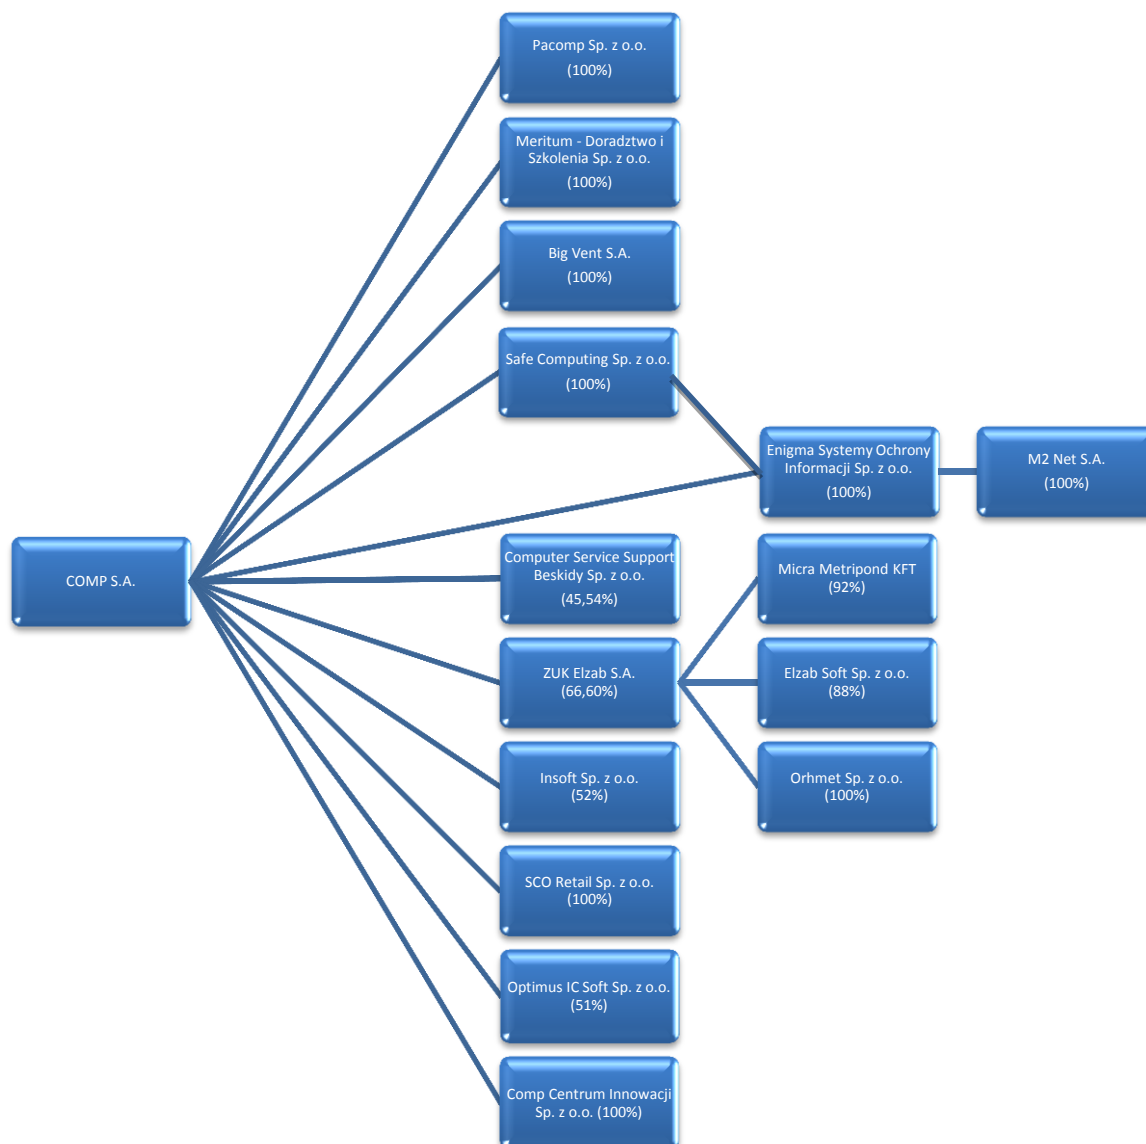 Pacomp Sp. z o.o.
(100%)
Meritum - Doradztwo i
Szkolenia Sp. z o.o.
(100%)
Big Vent S.A.
(100%)
Safe Computing Sp. z o.o.
(100%)
Enigma Systemy Ochrony
Informacji Sp. z o.o.
(100%)
M2 Net S.A.
(100%)
COMP S.A.
Computer Service Support
Beskidy Sp. z o.o.
(45,54%)
Micra Metripond KFT
(92%)
ZUK Elzab S.A.
(66,60%)
Elzab Soft Sp. z o.o.
(88%)
Insoft Sp. z o.o.
(52%)
Orhmet Sp. z o.o.
(100%)
SCO Retail Sp. z o.o.
(100%)
Optimus IC Soft Sp. z o.o.
(51%)
Comp Centrum Innowacji
Sp. z o.o. (100%)